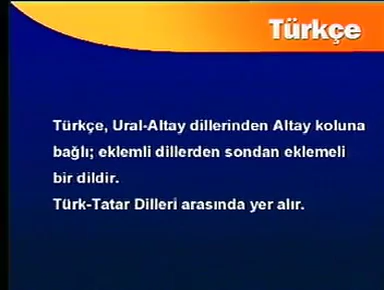 Türkçe
Türkçe, Ural-Altay dillerinden Altay koluna
bağlı; eklemli dillerden sondan eklemeli
bir dildir.
Türk-Tatar Dilleri arasında yer alır.